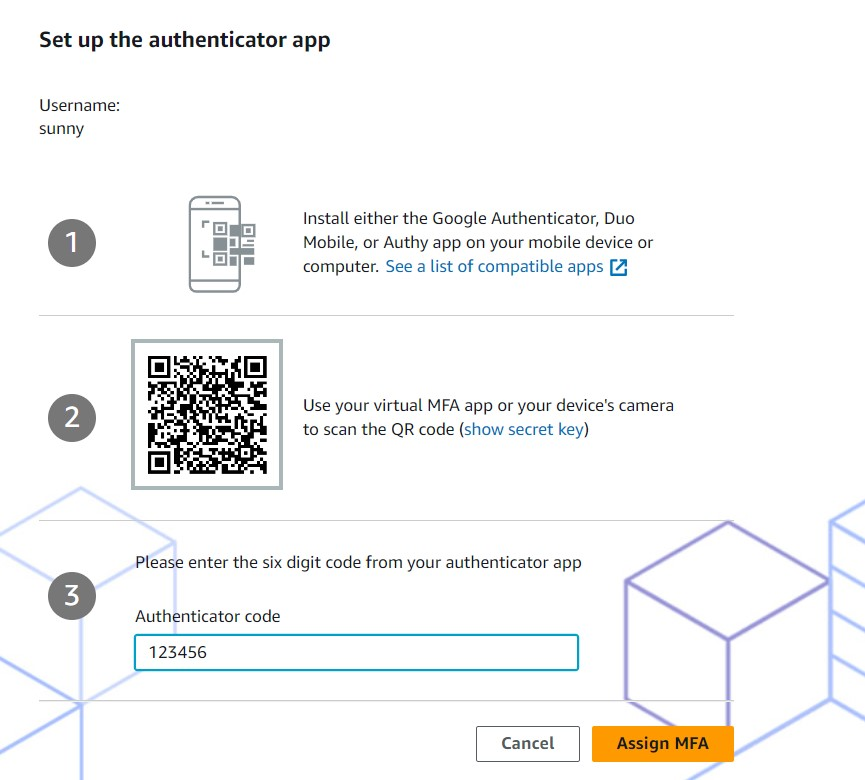 Set up the authenticator app
Username:
sunny
1
Install either the Google Authenticator, Duo
Mobile, or Authy app on your mobile device or
computer. See a list of compatible apps
2
Use your virtual MFA app or your device's camera
to scan the QR code (show secret key)
3
Please enter the six digit code from your authenticator app
Authenticator code
123456
Cancel
Assign MFA